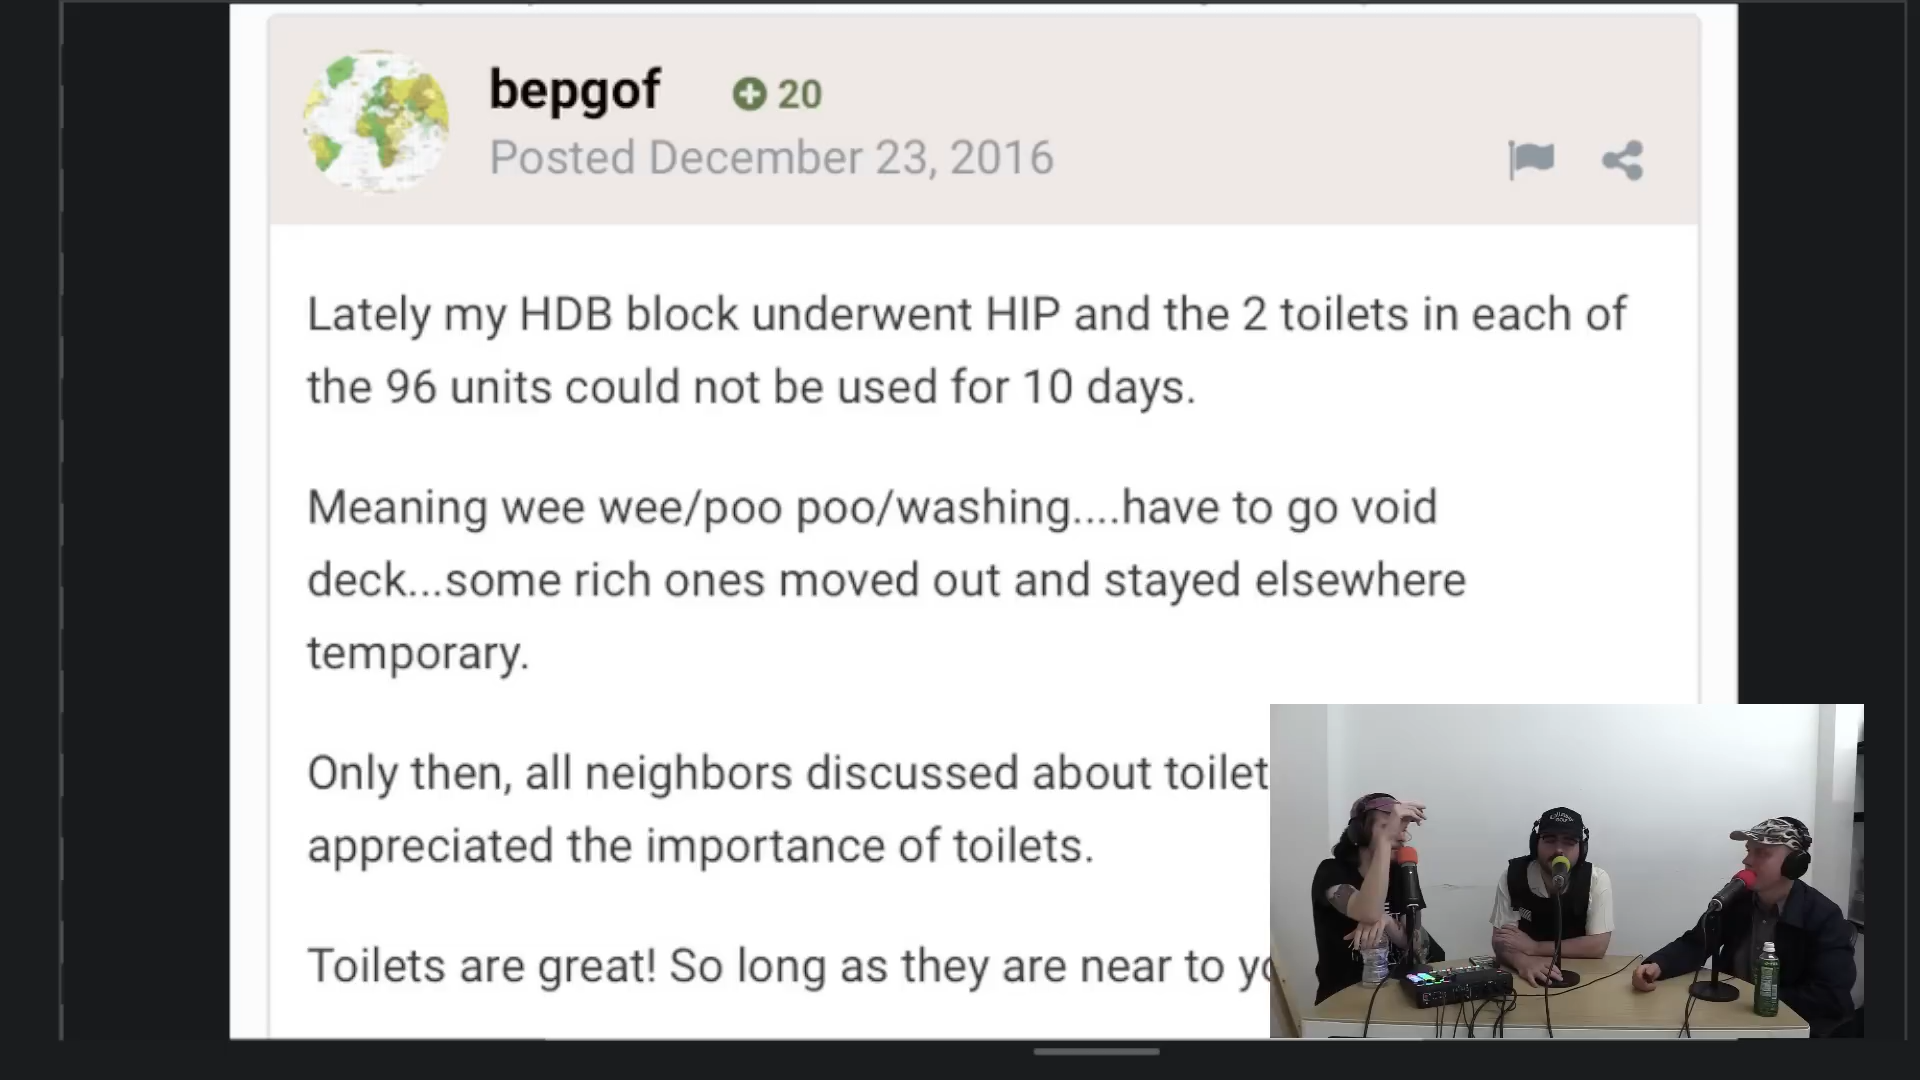 bepgof 20
Posted December 23, 2016
Lately my HDB block underwent HIP and the 2 toilets in each of
the 96 units could not be used for 10 days.
Meaning wee wee/poo poo/washing....have to go void
deck...some rich ones moved out and stayed elsewhere
temporary.
Only then, all neighbors discussed about toilet
appreciated the importance of toilets.
Toilets are great! So long as they are near to